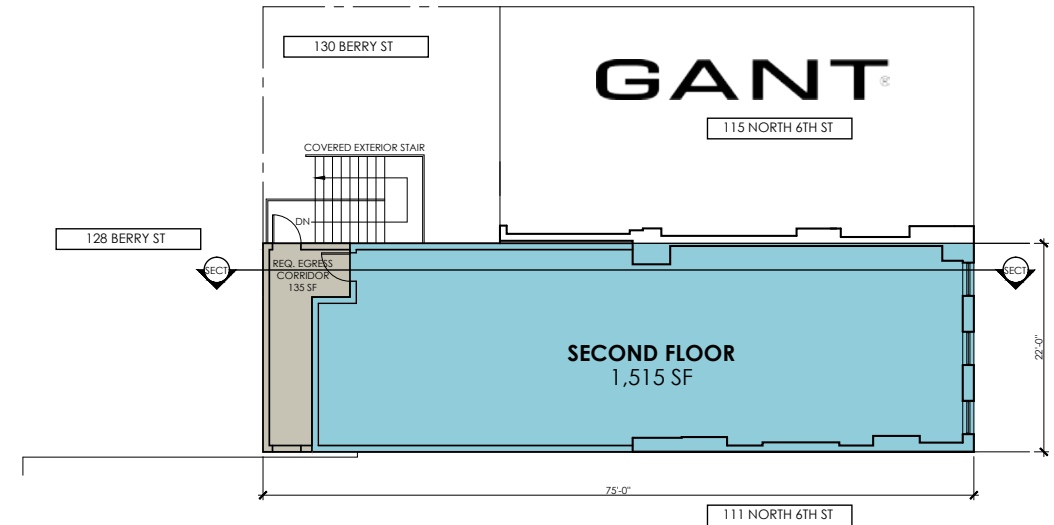 130 BERRY ST
GANT®
115 NORTH 6TH ST
COVERED EXTERIOR STAIR
DN
128 BERRY ST
SECT
REQ. EGRESS
CORRIDOR
135 SF
SECT
SECOND FLOOR
1,515 SF
22'-0"
75'-0"
111 NORTH 6TH ST